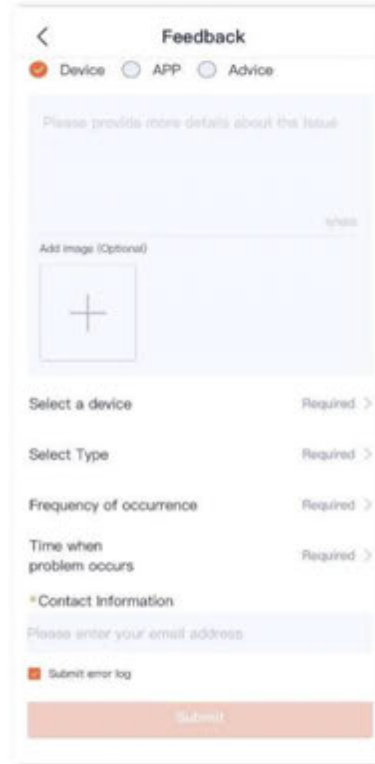 Feedback
Device APP Advice
Please provide more details about the issue
Add image (Optional)
Select a device Required >
Select Type Required >
Frequency of occurrence Required >
Time when
problem occurs Required >
*Contact Information
Please enter your email address
Submit error log
Submit